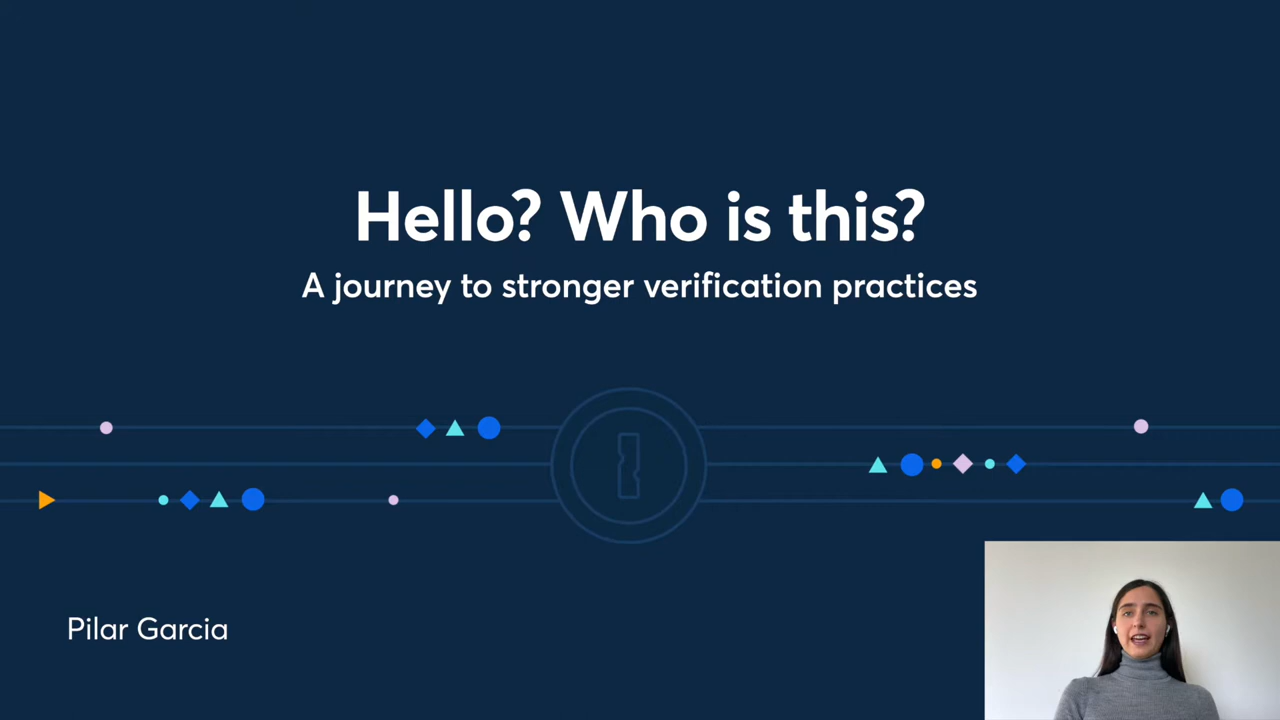 Hello? Who is this?
A journey to stronger verification practices
Pilar Garcia